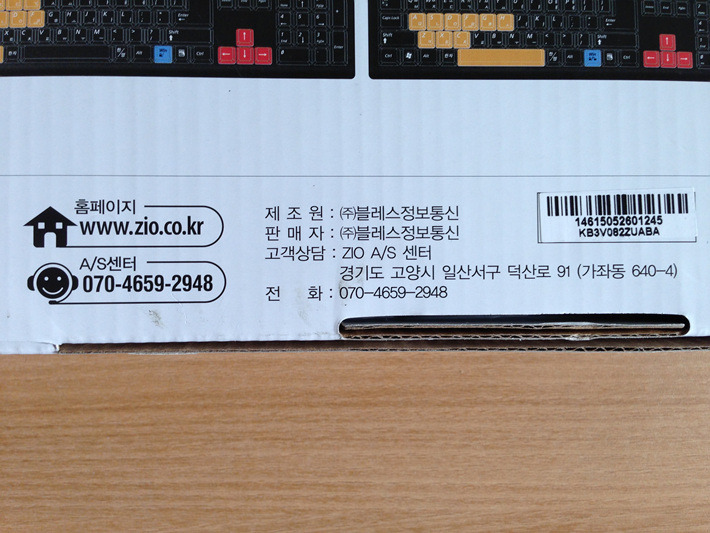 홈페이지
www.zio.co.kr
A/S센터
070-4659-2948
제 조 원 : ㈜블레스정보통신
판 매 자 : ㈜블레스정보통신
고객상담 : ZIO A/S 센터
경기도 고양시 일산서구 덕산로 91 (가좌동 640-4)
전 화 : 070-4659-2948
14615052601245
KB3V082ZUABA